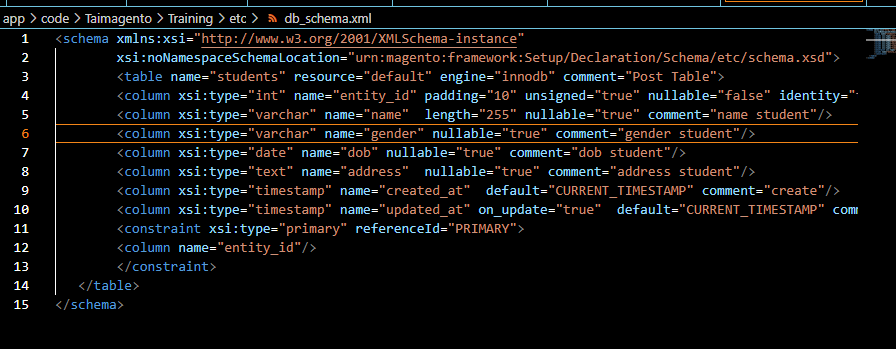 app > code > Taimagento > Training > etc > db_schema.xml
1 <schema xmlns:xsi="http://www.w3.org/2001/XMLSchema-instance"
2 xsi:noNamespaceSchemaLocation="urn:magento:framework:Setup/Declaration/Schema/etc/schema.xsd">
3 <table name="students" resource="default" engine="innodb" comment="Post Table">
4 <column xsi:type="int" name="entity_id" padding="10" unsigned="true" nullable="false" identity="
5 <column xsi:type="varchar" name="name"  length="255" nullable="true" comment="name student"/>
6 <column xsi:type="varchar" name="gender" nullable="true" comment="gender student"/>
7 <column xsi:type="date" name="dob" nullable="true" comment="dob student"/>
8 <column xsi:type="text" name="address"  nullable="true" comment="address student"/>
9 <column xsi:type="timestamp" name="created_at"  default="CURRENT_TIMESTAMP" comment="create"/>
10 <column xsi:type="timestamp" name="updated_at" on_update="true"  default="CURRENT_TIMESTAMP" com
11 <constraint xsi:type="primary" referenceId="PRIMARY">
12 <column name="entity_id"/>
13 </constraint>
14 </table>
15 </schema>